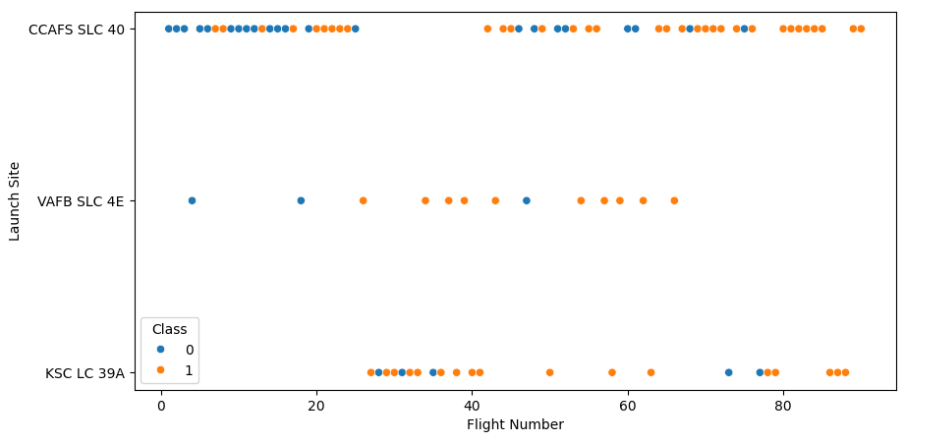 CCAFS SLC 40
VAFB SLC 4E
KSC LC 39A
Launch Site
Class
0
1
0 20 40 60 80
Flight Number